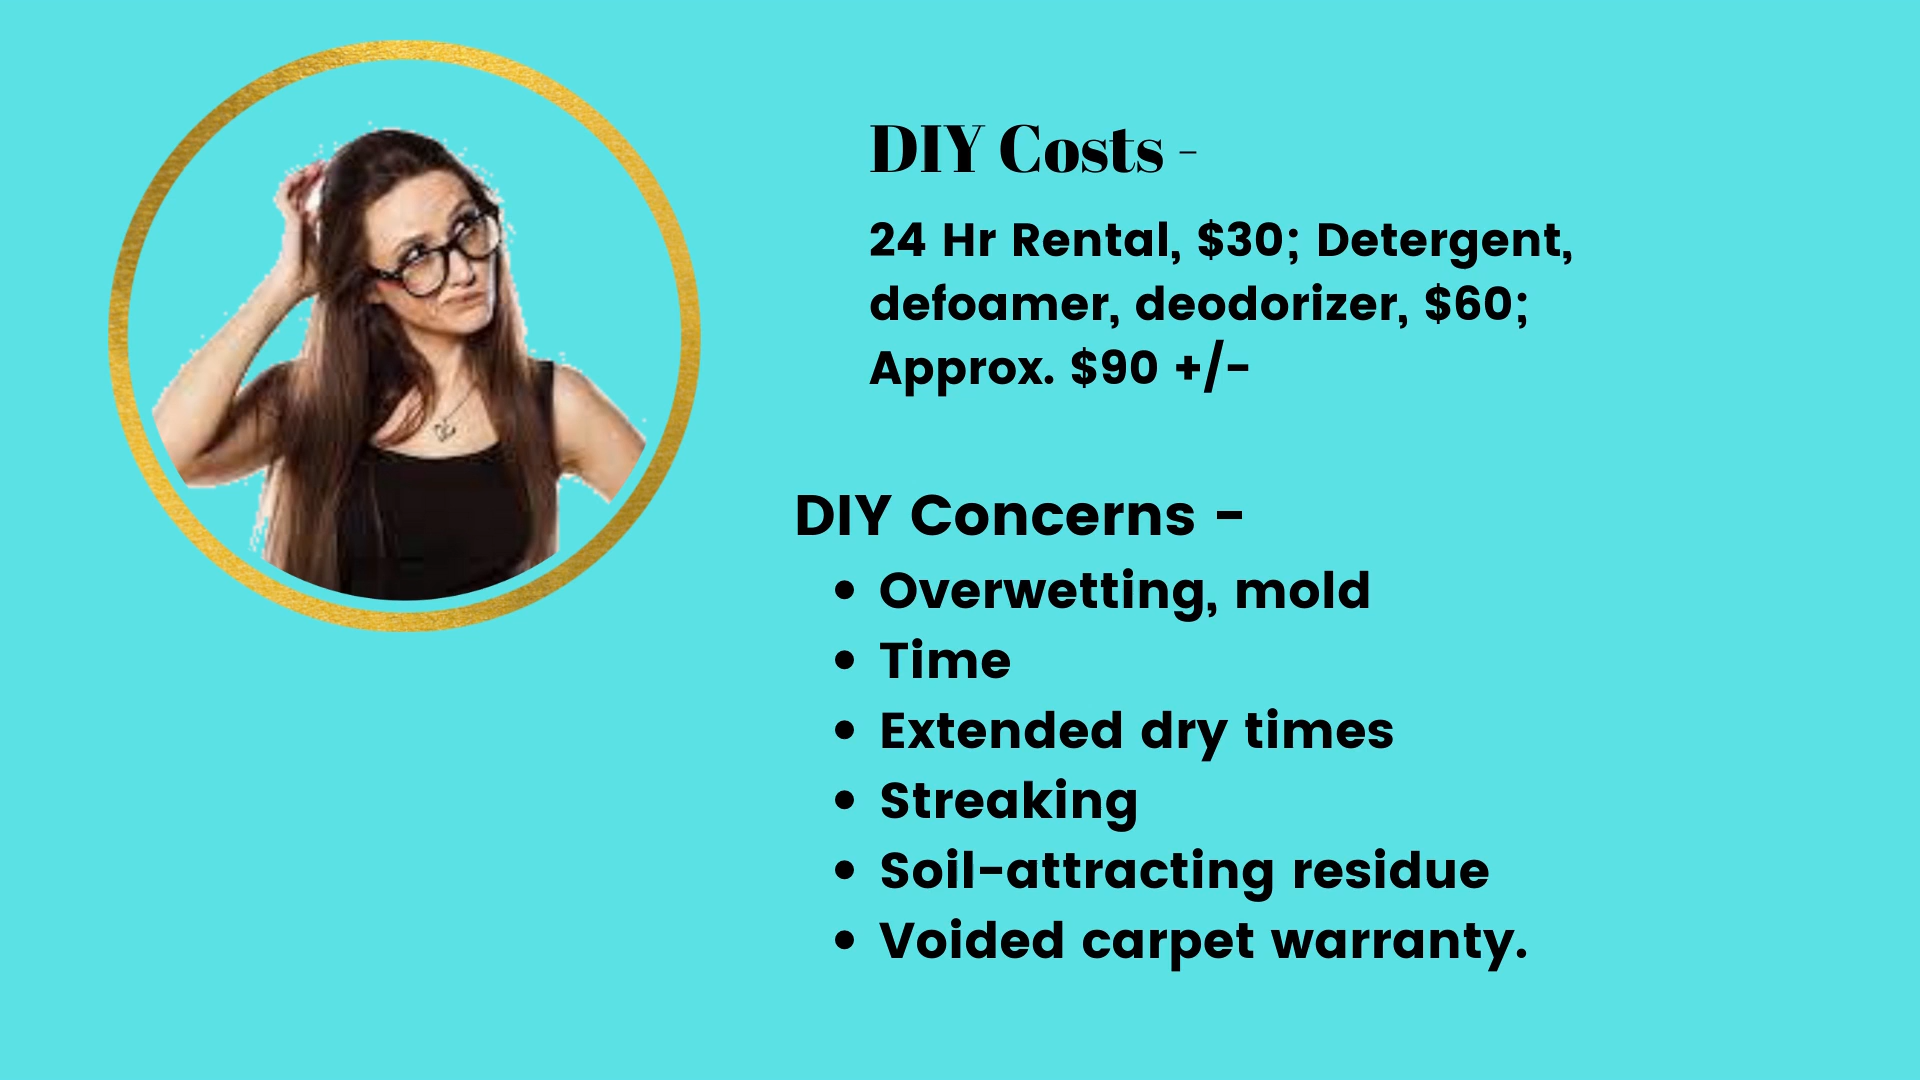 DIY Costs -
24 Hr Rental, $30; Detergent,
defoamer, deodorizer, $60;
Approx. $90 +/-
DIY Concerns -
• Overwetting, mold
• Time
• Extended dry times
• Streaking
• Soil-attracting residue
• Voided carpet warranty.